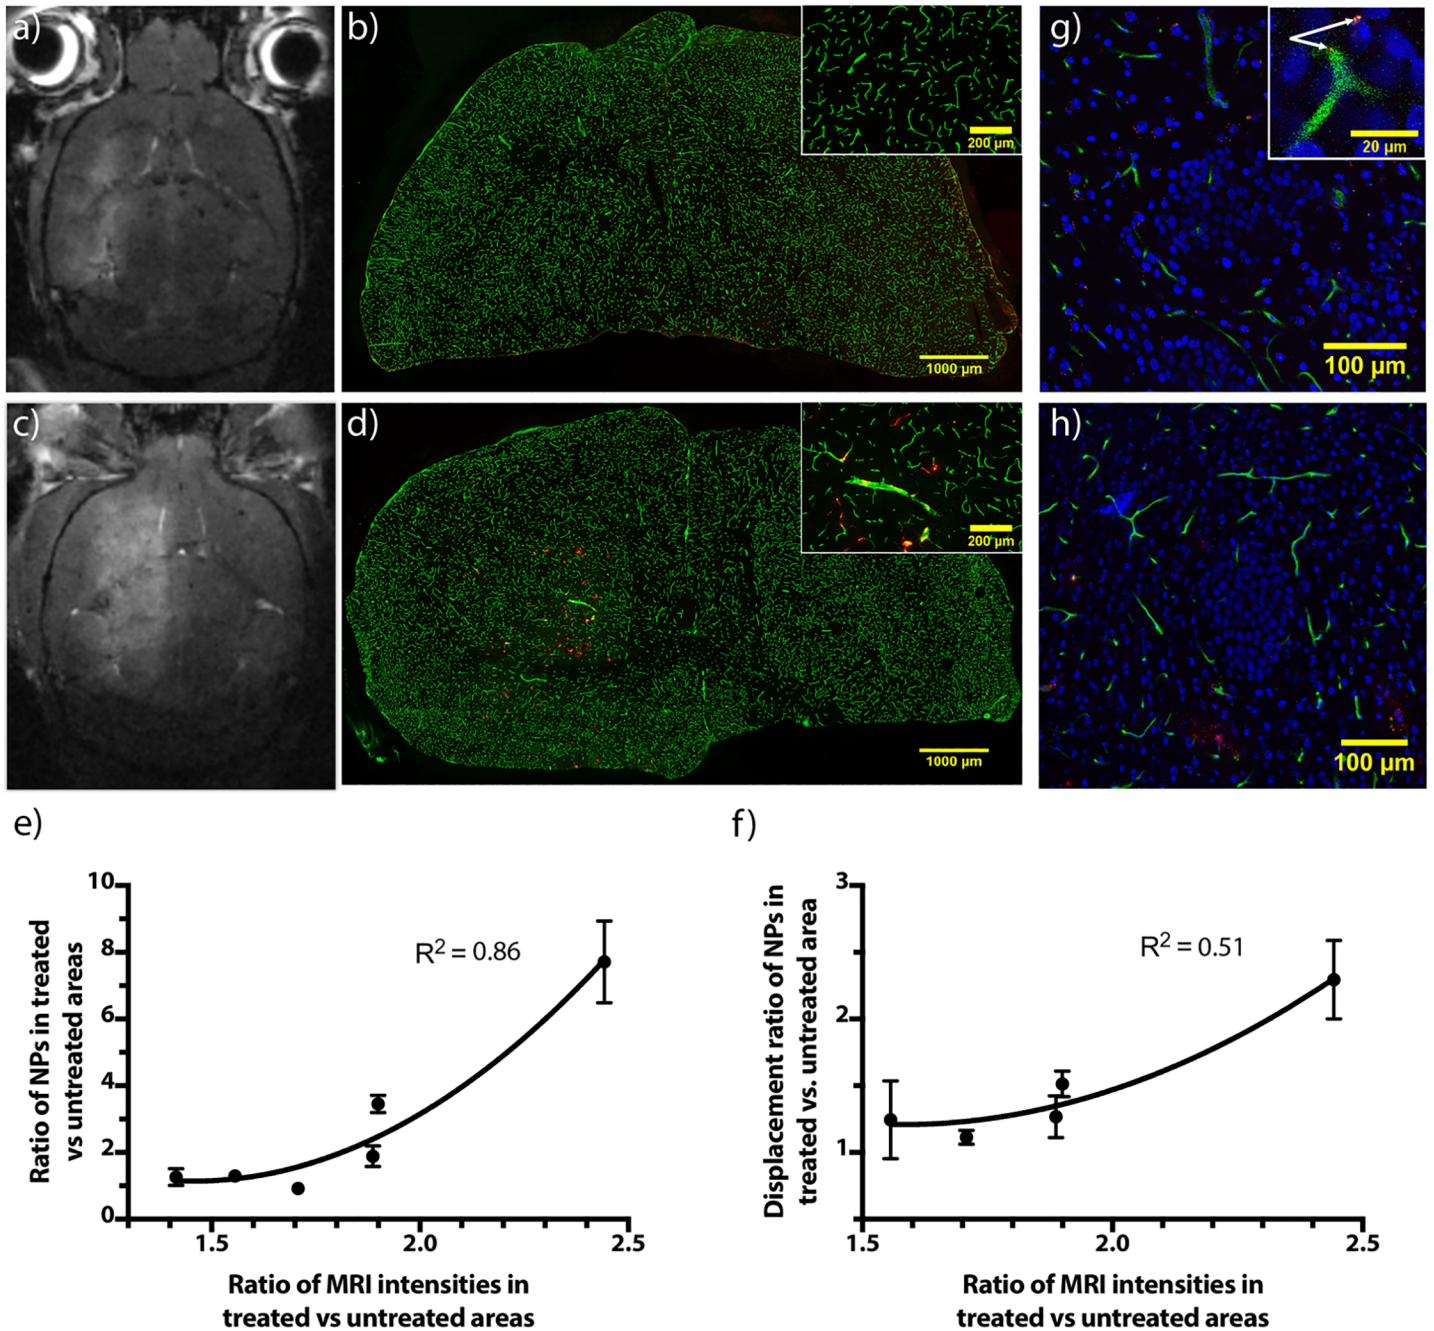 a)
b)
200 µm
1000 µm
g)
20 µm
100 µm
c)
d)
200 µm
1000 µm
h)
100 µm
e)
Ratio of NPs in treated
vs untreated areas
10
8
6
4
2
0
R² = 0.86
1.5
2.0
2.5
Ratio of MRI intensities in
treated vs untreated areas
f)
Displacement ratio of NPs in
treated vs. untreated area
3
2
1
R² = 0.51
1.5
2.0
2.5
Ratio of MRI intensities in
treated vs untreated areas